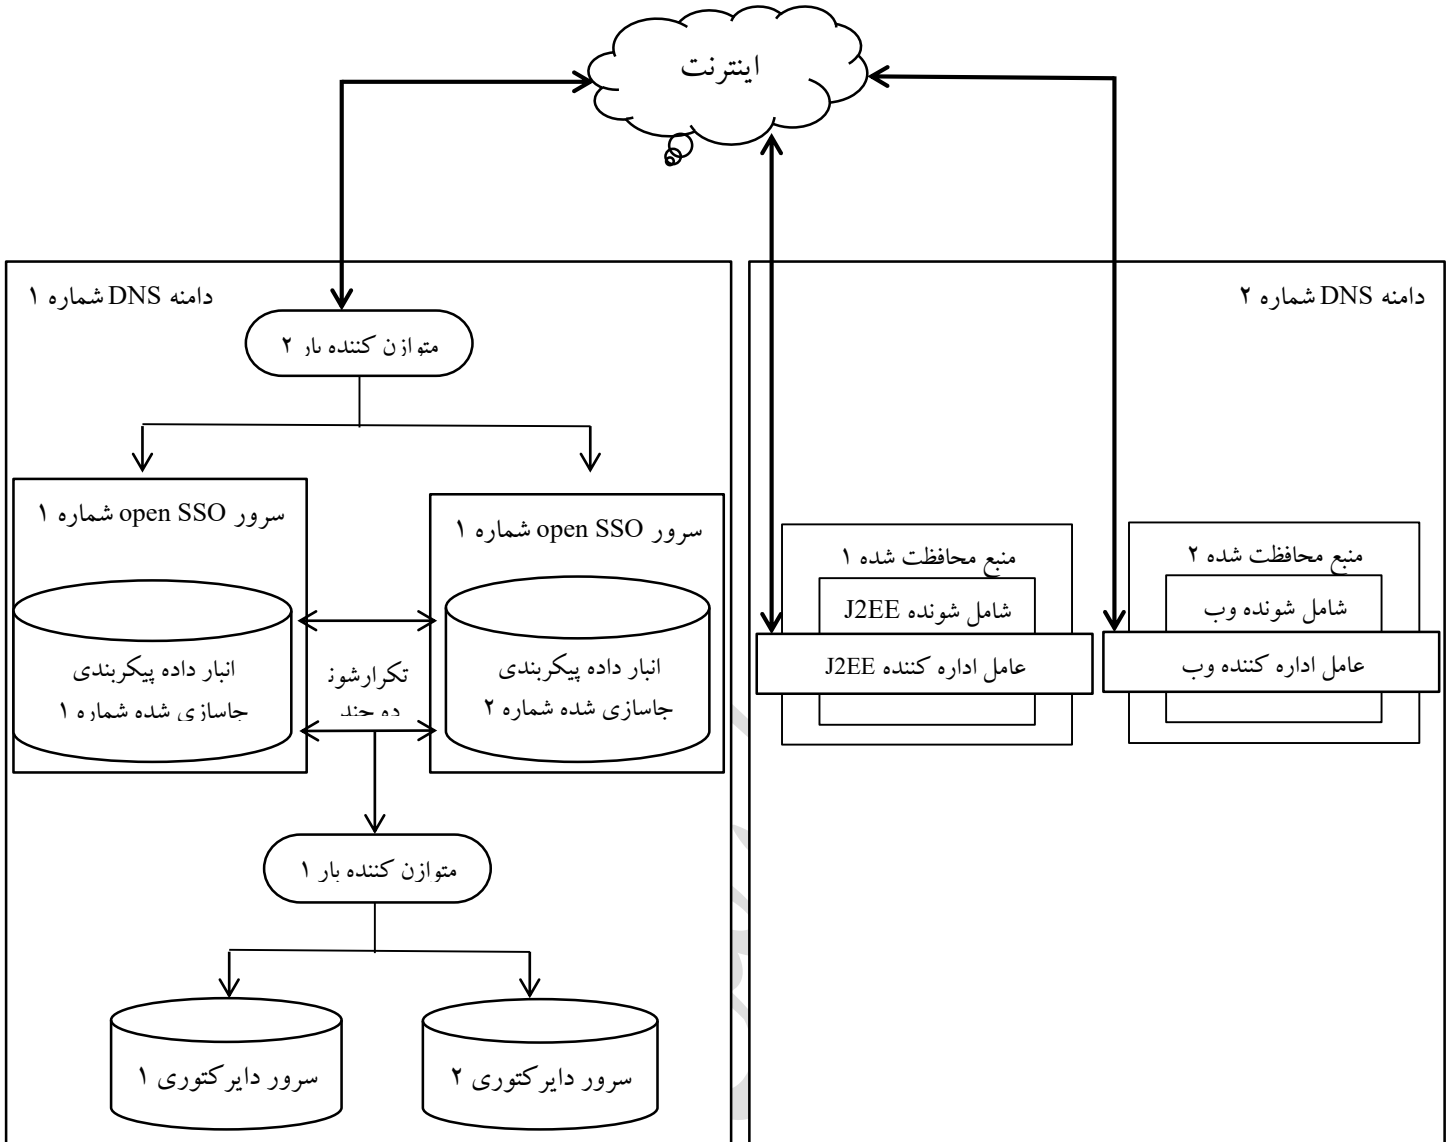 اینترنت
دامنه DNS شماره ۱
متوازن کننده بار ۲
سرور open SSO شماره ۱
انبار داده پیکربندی
جاسازی شده شماره ۱
سرور open SSO شماره ۱
انبار داده پیکربندی
جاسازی شده شماره ۲
تکرارشوند
ده چند
متوازن کننده بار ۱
سرور دایرکتوری ۱
سرور دایرکتوری ۲
دامنه DNS شماره ۲
منبع محافظت شده ۱
شامل شونده J2EE
عامل اداره کننده J2EE
منبع محافظت شده ۲
شامل شونده وب
عامل اداره کننده وب